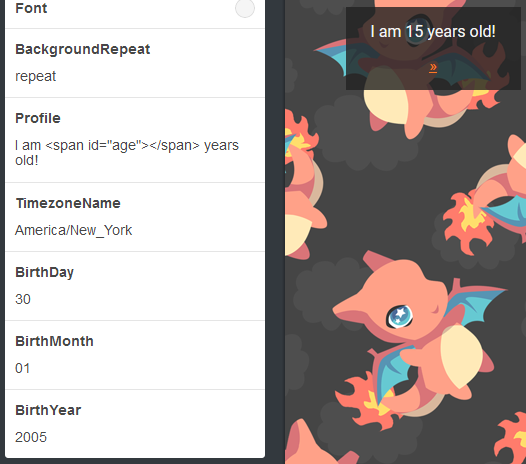 Font
BackgroundRepeat
repeat
Profile
I am <span id="age"></span> years
old!
TimezoneName
America/New_York
BirthDay
30
BirthMonth
01
BirthYear
2005
I am 15 years old!
»